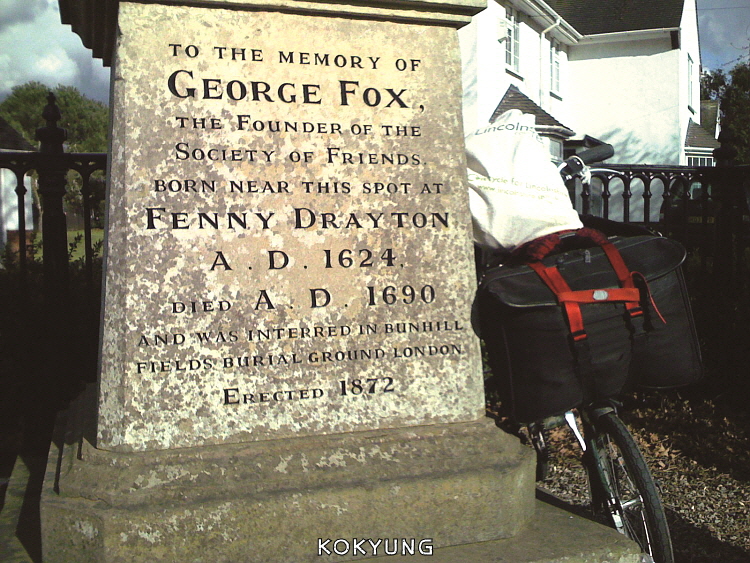 TO THE MEMORY OF
GEORGE FOX,
THE FOUNDER OF THE
SOCIETY OF FRIENDS.
BORN NEAR THIS SPOT AT
FENNY DRAYTON
A.D. 1624.
DIED A.D. 1690
AND WAS INTERRED IN BUNHILL
FIELDS BURIAL GROUND LONDON
ERECTED 1872
Lincoln
KOKYUNG